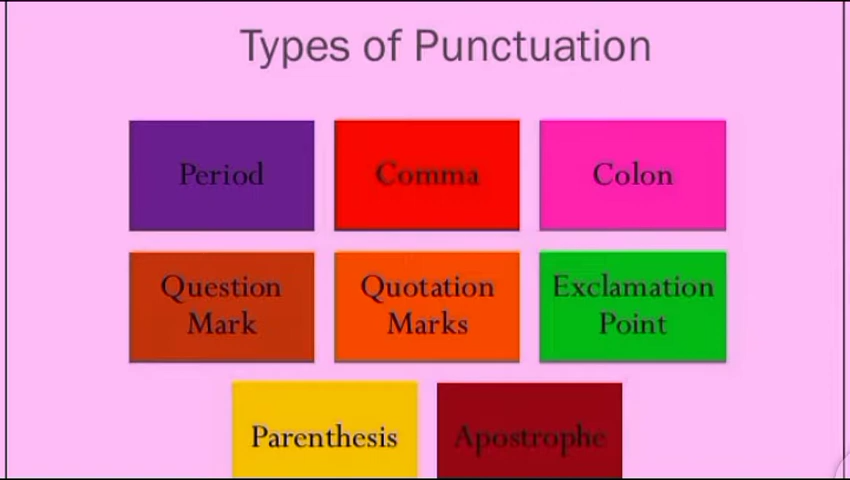 Types of Punctuation
Period
Comma
Colon
Question
Mark
Quotation
Marks
Exclamation
Point
Parenthesis
Apostrophe